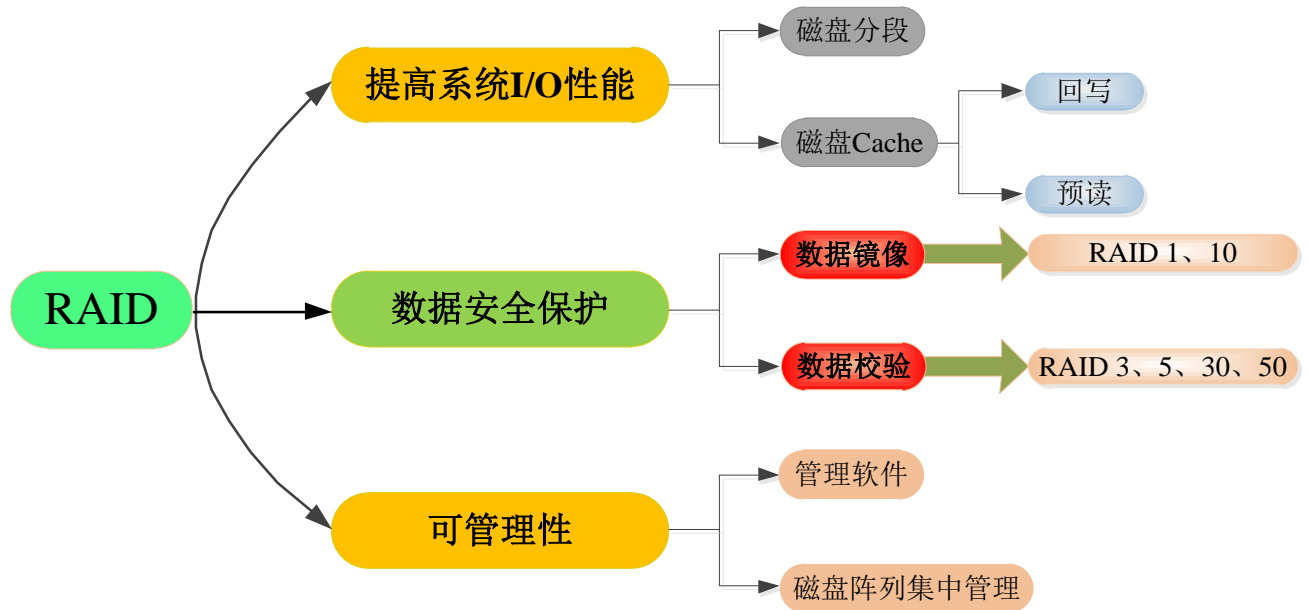 RAID
提高系统I/O性能
磁盘分段
磁盘Cache
回写
预读
数据安全保护
数据镜像
RAID 1、10
数据校验
RAID 3、5、30、50
可管理性
管理软件
磁盘阵列集中管理